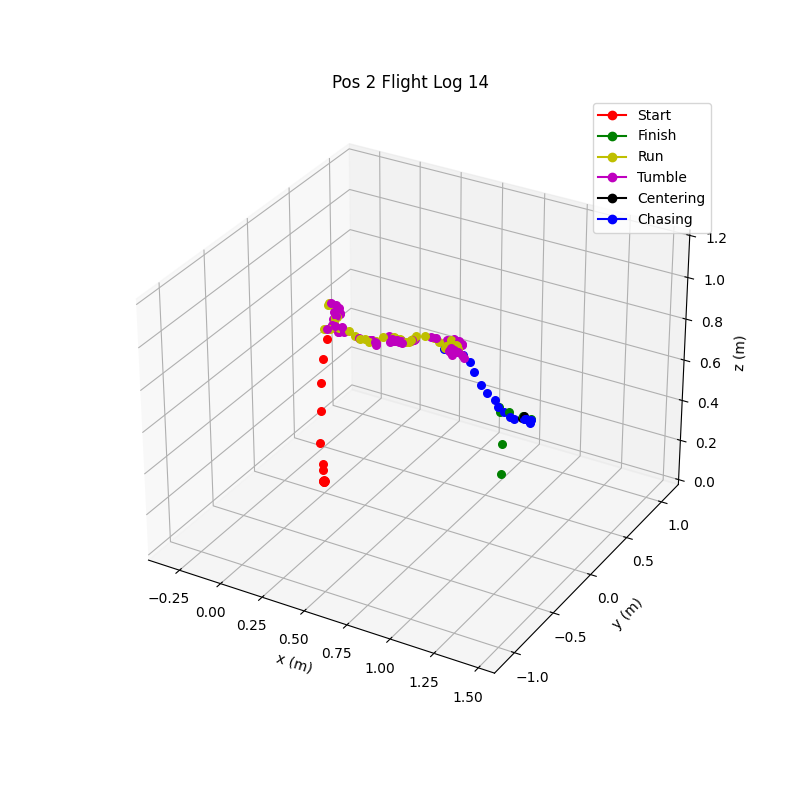 Pos 2 Flight Log 14
Start
Finish
Run
Tumble
Centering
Chasing
1.2
1.0
0.8
0.6
0.4
0.2
0.0
z (m)
1.0
0.5
0.0
−0.5
−1.0
y (m)
−0.25
0.00
0.25
0.50
0.75
1.00
1.25
1.50
x (m)